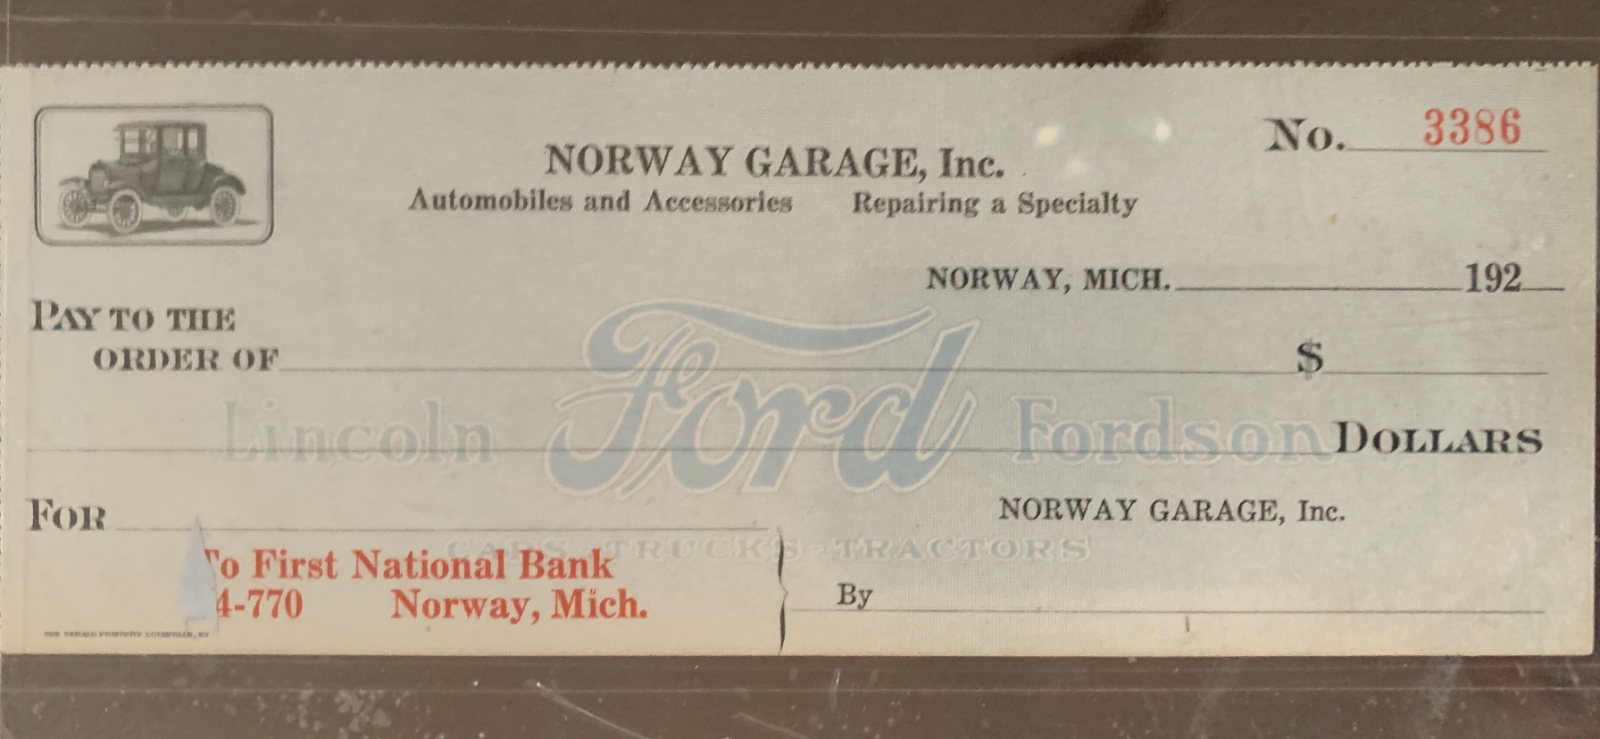 No. 3386
NORWAY GARAGE, Inc.
Automobiles and Accessories Repairing a Specialty
NORWAY, MICH. 192
PAY TO THE
ORDER OF $
Lincoln Ford Fordson
DOLLARS
FOR
NORWAY GARAGE, Inc.
CARS - TRUCKS - TRACTORS
To First National Bank
4-770 Norway, Mich.
By